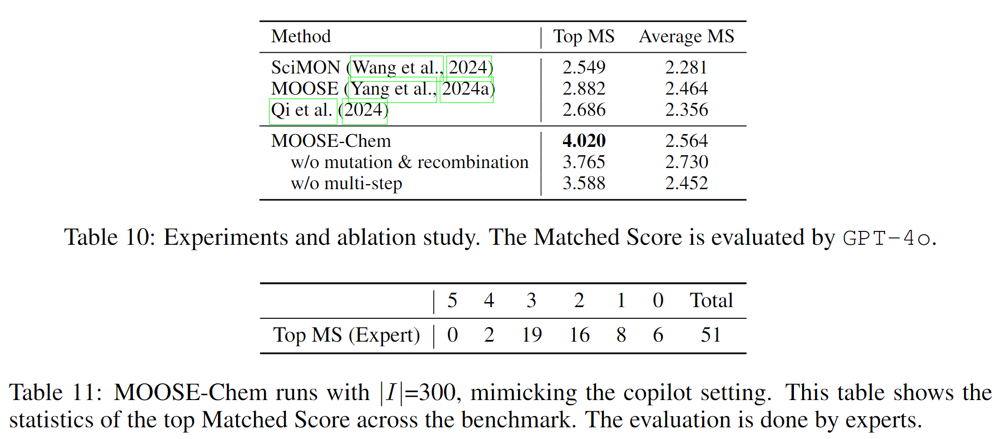 Method Top MS Average MS
SciMON (Wang et al., 2024) 2.549 2.281
MOOSE (Yang et al., 2024a) 2.882 2.464
Qi et al. (2024) 2.686 2.356
MOOSE-Chem 4.020 2.564
w/o mutation & recombination 3.765 2.730
w/o multi-step 3.588 2.452
Table 10: Experiments and ablation study. The Matched Score is evaluated by GPT-4o.
5 4 3 2 1 0 Total
Top MS (Expert) 0 2 19 16 8 6 51
Table 11: MOOSE-Chem runs with |I|=300, mimicking the copilot setting. This table shows the
statistics of the top Matched Score across the benchmark. The evaluation is done by experts.